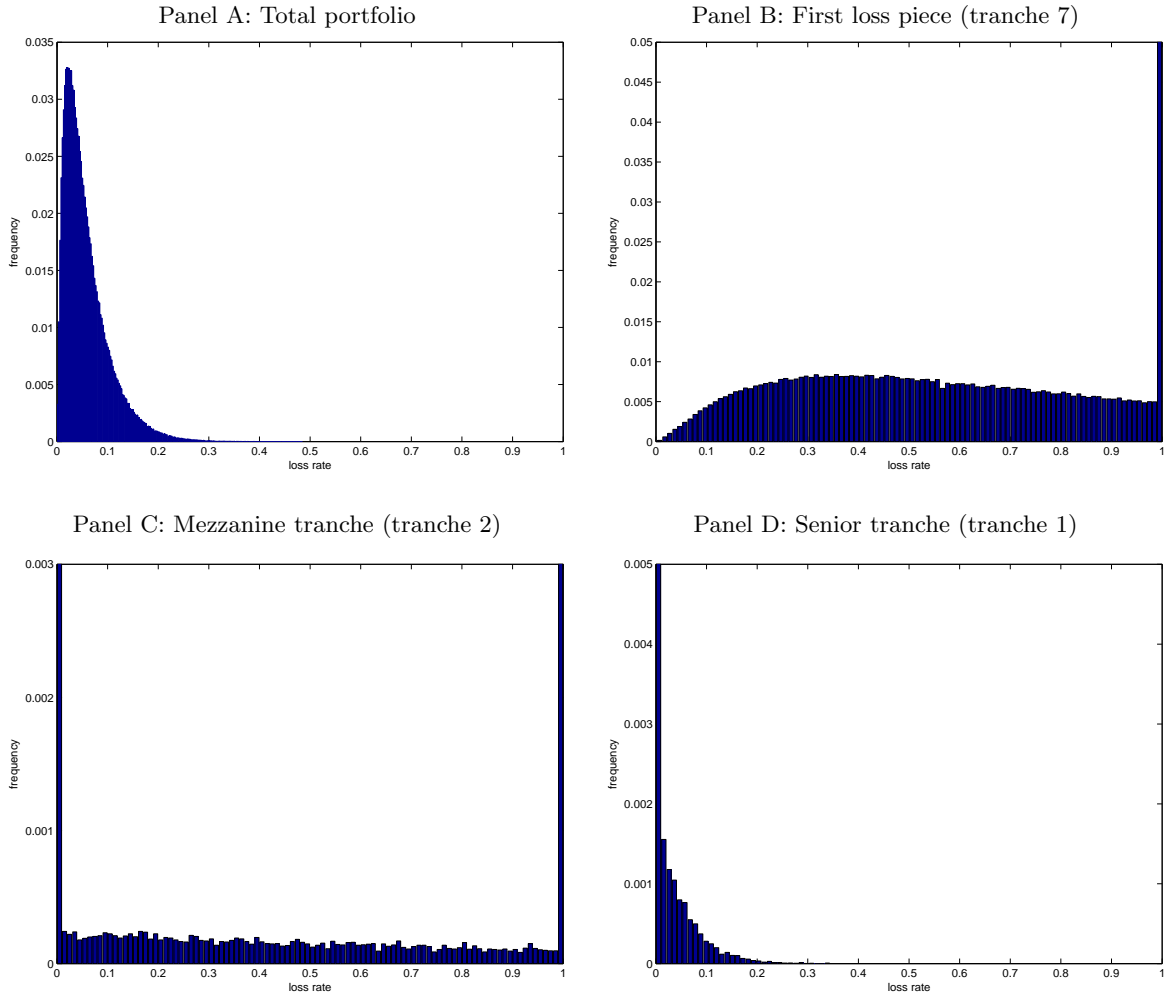 Panel A: Total portfolio
0.035
0.03
0.025
0.02
0.015
0.01
0.005
0
frequency
0 0.1 0.2 0.3 0.4 0.5 0.6 0.7 0.8 0.9 1
loss rate
Panel B: First loss piece (tranche 7)
0.05
0.045
0.04
0.035
0.03
0.025
0.02
0.015
0.01
0.005
0
frequency
0 0.1 0.2 0.3 0.4 0.5 0.6 0.7 0.8 0.9 1
loss rate
Panel C: Mezzanine tranche (tranche 2)
0.003
0.002
0.001
0
frequency
0 0.1 0.2 0.3 0.4 0.5 0.6 0.7 0.8 0.9 1
loss rate
Panel D: Senior tranche (tranche 1)
0.005
0.004
0.003
0.002
0.001
0
frequency
0 0.1 0.2 0.3 0.4 0.5 0.6 0.7 0.8 0.9 1
loss rate